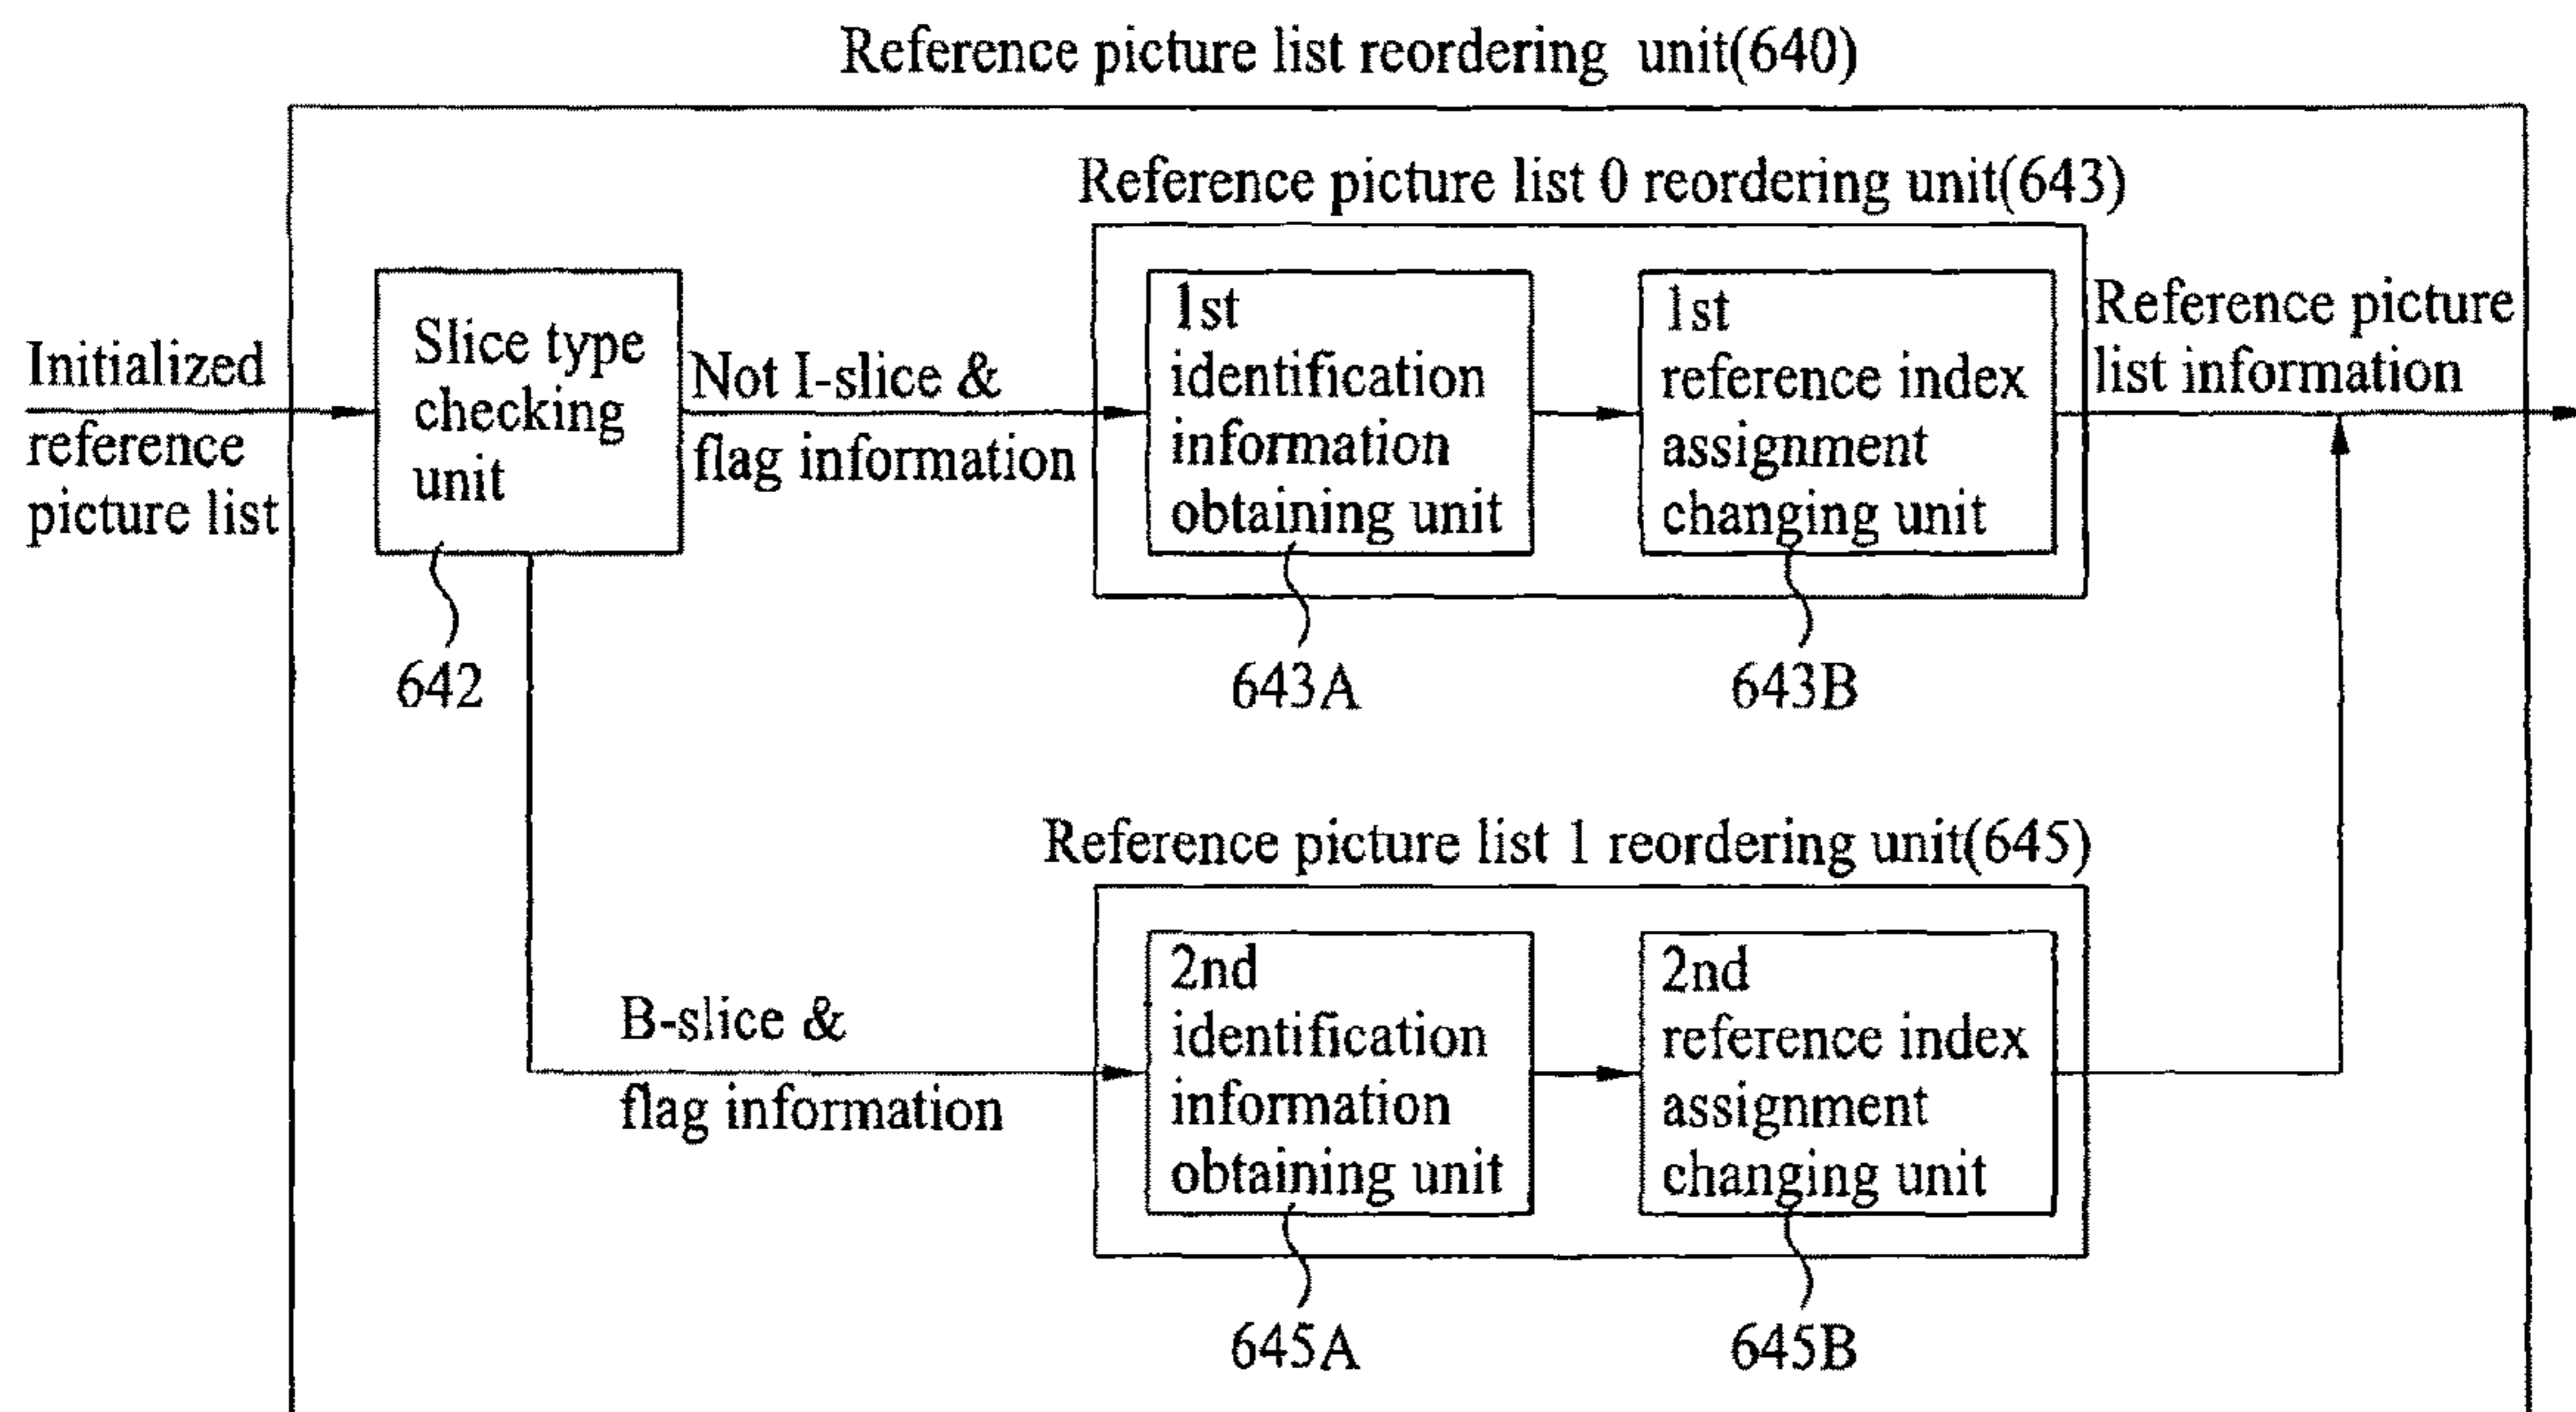 Reference picture list reordering unit(640)
Reference picture list 0 reordering unit(643)
Initialized
reference
picture list
Slice type
checking
unit
642
Not I-slice &
flag information
1st
identification
information
obtaining unit
643A
1st
reference index
assignment
changing unit
643B
Reference picture
list information
Reference picture list 1 reordering unit(645)
B-slice &
flag information
2nd
identification
information
obtaining unit
645A
2nd
reference index
assignment
changing unit
645B